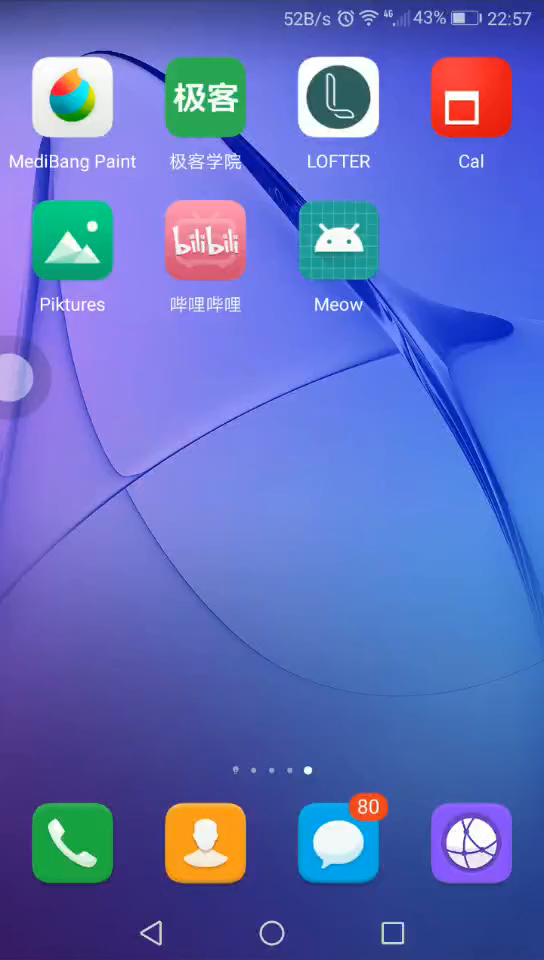 52B/s 4G 43% 22:57
极客
MediBang Paint 极客学院 LOFTER Cal
bilibili
Piktures 哔哩哔哩 Meow
80